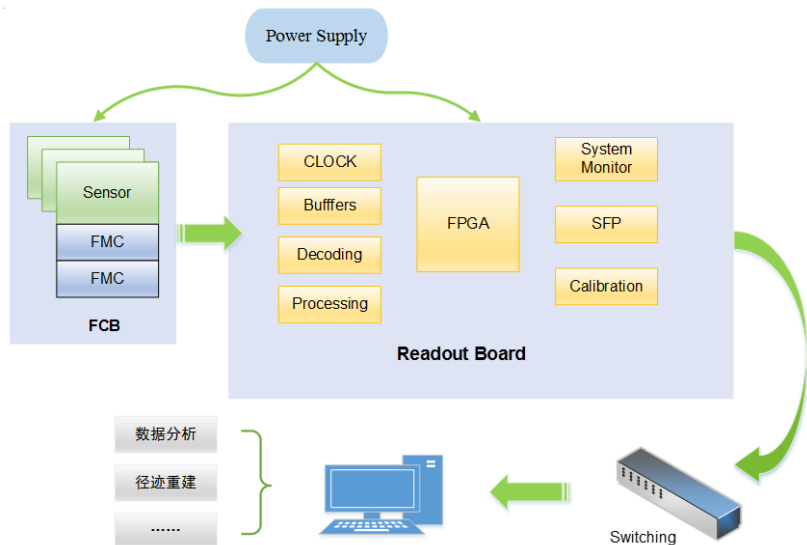 Power Supply
Sensor
FMC
FMC
FCB
CLOCK
Bufffers
Decoding
Processing
FPGA
System
Monitor
SFP
Calibration
Readout Board
数据分析
径迹重建
……
Switching